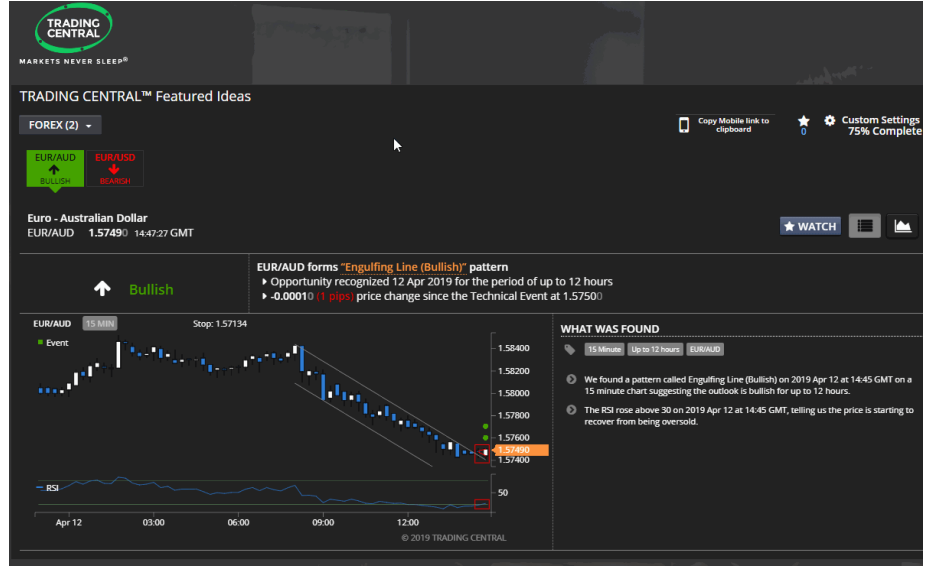 TRADING
CENTRAL
MARKETS NEVER SLEEP®
TRADING CENTRAL™ Featured Ideas
FOREX (2)
Copy Mobile link to
clipboard
0
Custom Settings
75% Complete
EUR/AUD
BULLISH
EUR/USD
BEARISH
Euro - Australian Dollar
EUR/AUD 1.57490 14:47:27 GMT
WATCH
Bullish
EUR/AUD forms "Engulfing Line (Bullish)" pattern
Opportunity recognized 12 Apr 2019 for the period of up to 12 hours
-0.00010 (1 pips) price change since the Technical Event at 1.57500
EUR/AUD 15 MIN Stop: 1.57134
Event
1.58400
1.58200
1.58000
1.57800
1.57600
1.57490
1.57400
RSI
50
Apr 12 03:00 06:00 09:00 12:00
© 2019 TRADING CENTRAL
WHAT WAS FOUND
15 Minute Up to 12 hours EUR/AUD
We found a pattern called Engulfing Line (Bullish) on 2019 Apr 12 at 14:45 GMT on a
15 minute chart suggesting the outlook is bullish for up to 12 hours.
The RSI rose above 30 on 2019 Apr 12 at 14:45 GMT, telling us the price is starting to
recover from being oversold.